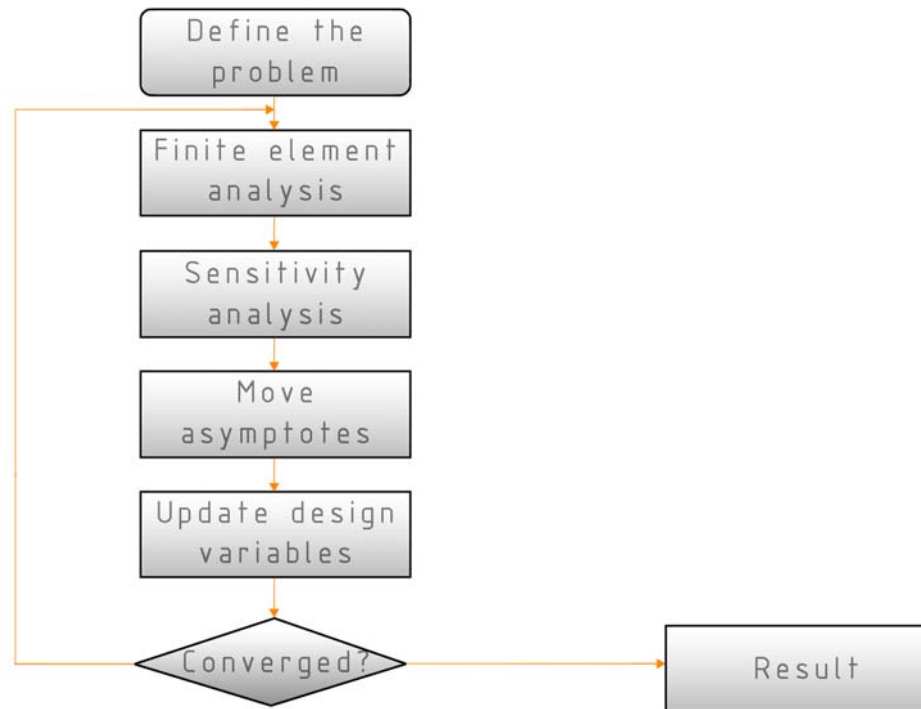 Define the
problem
Finite element
analysis
Sensitivity
analysis
Move
asymptotes
Update design
variables
Converged?
Result